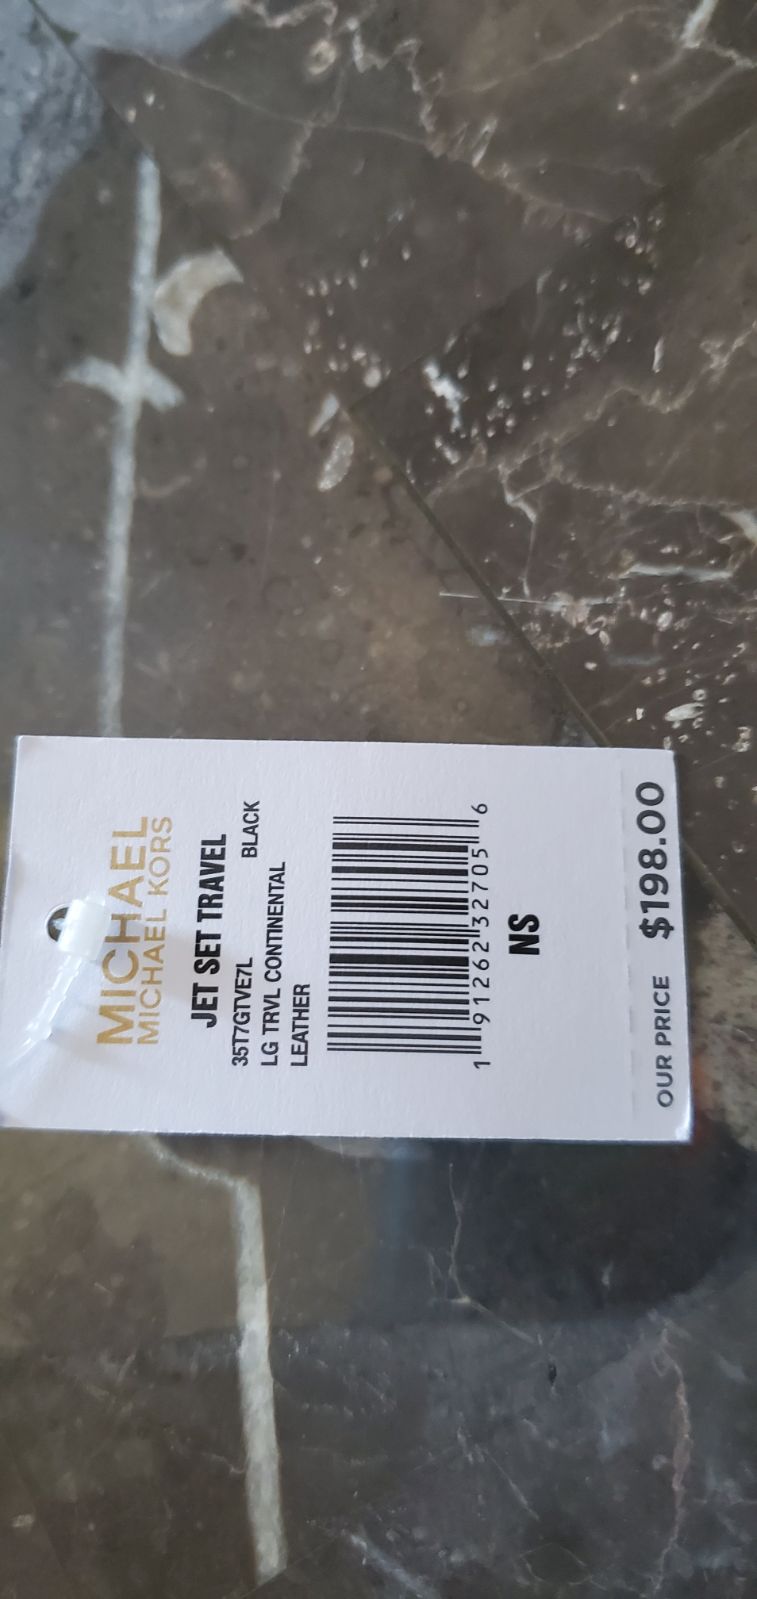 MICHAEL
MICHAEL KORS
JET SET TRAVEL
35T7GTVE7L BLACK
LG TRVL CONTINENTAL
LEATHER
1 91262 32705 6
NS
OUR PRICE $198.00